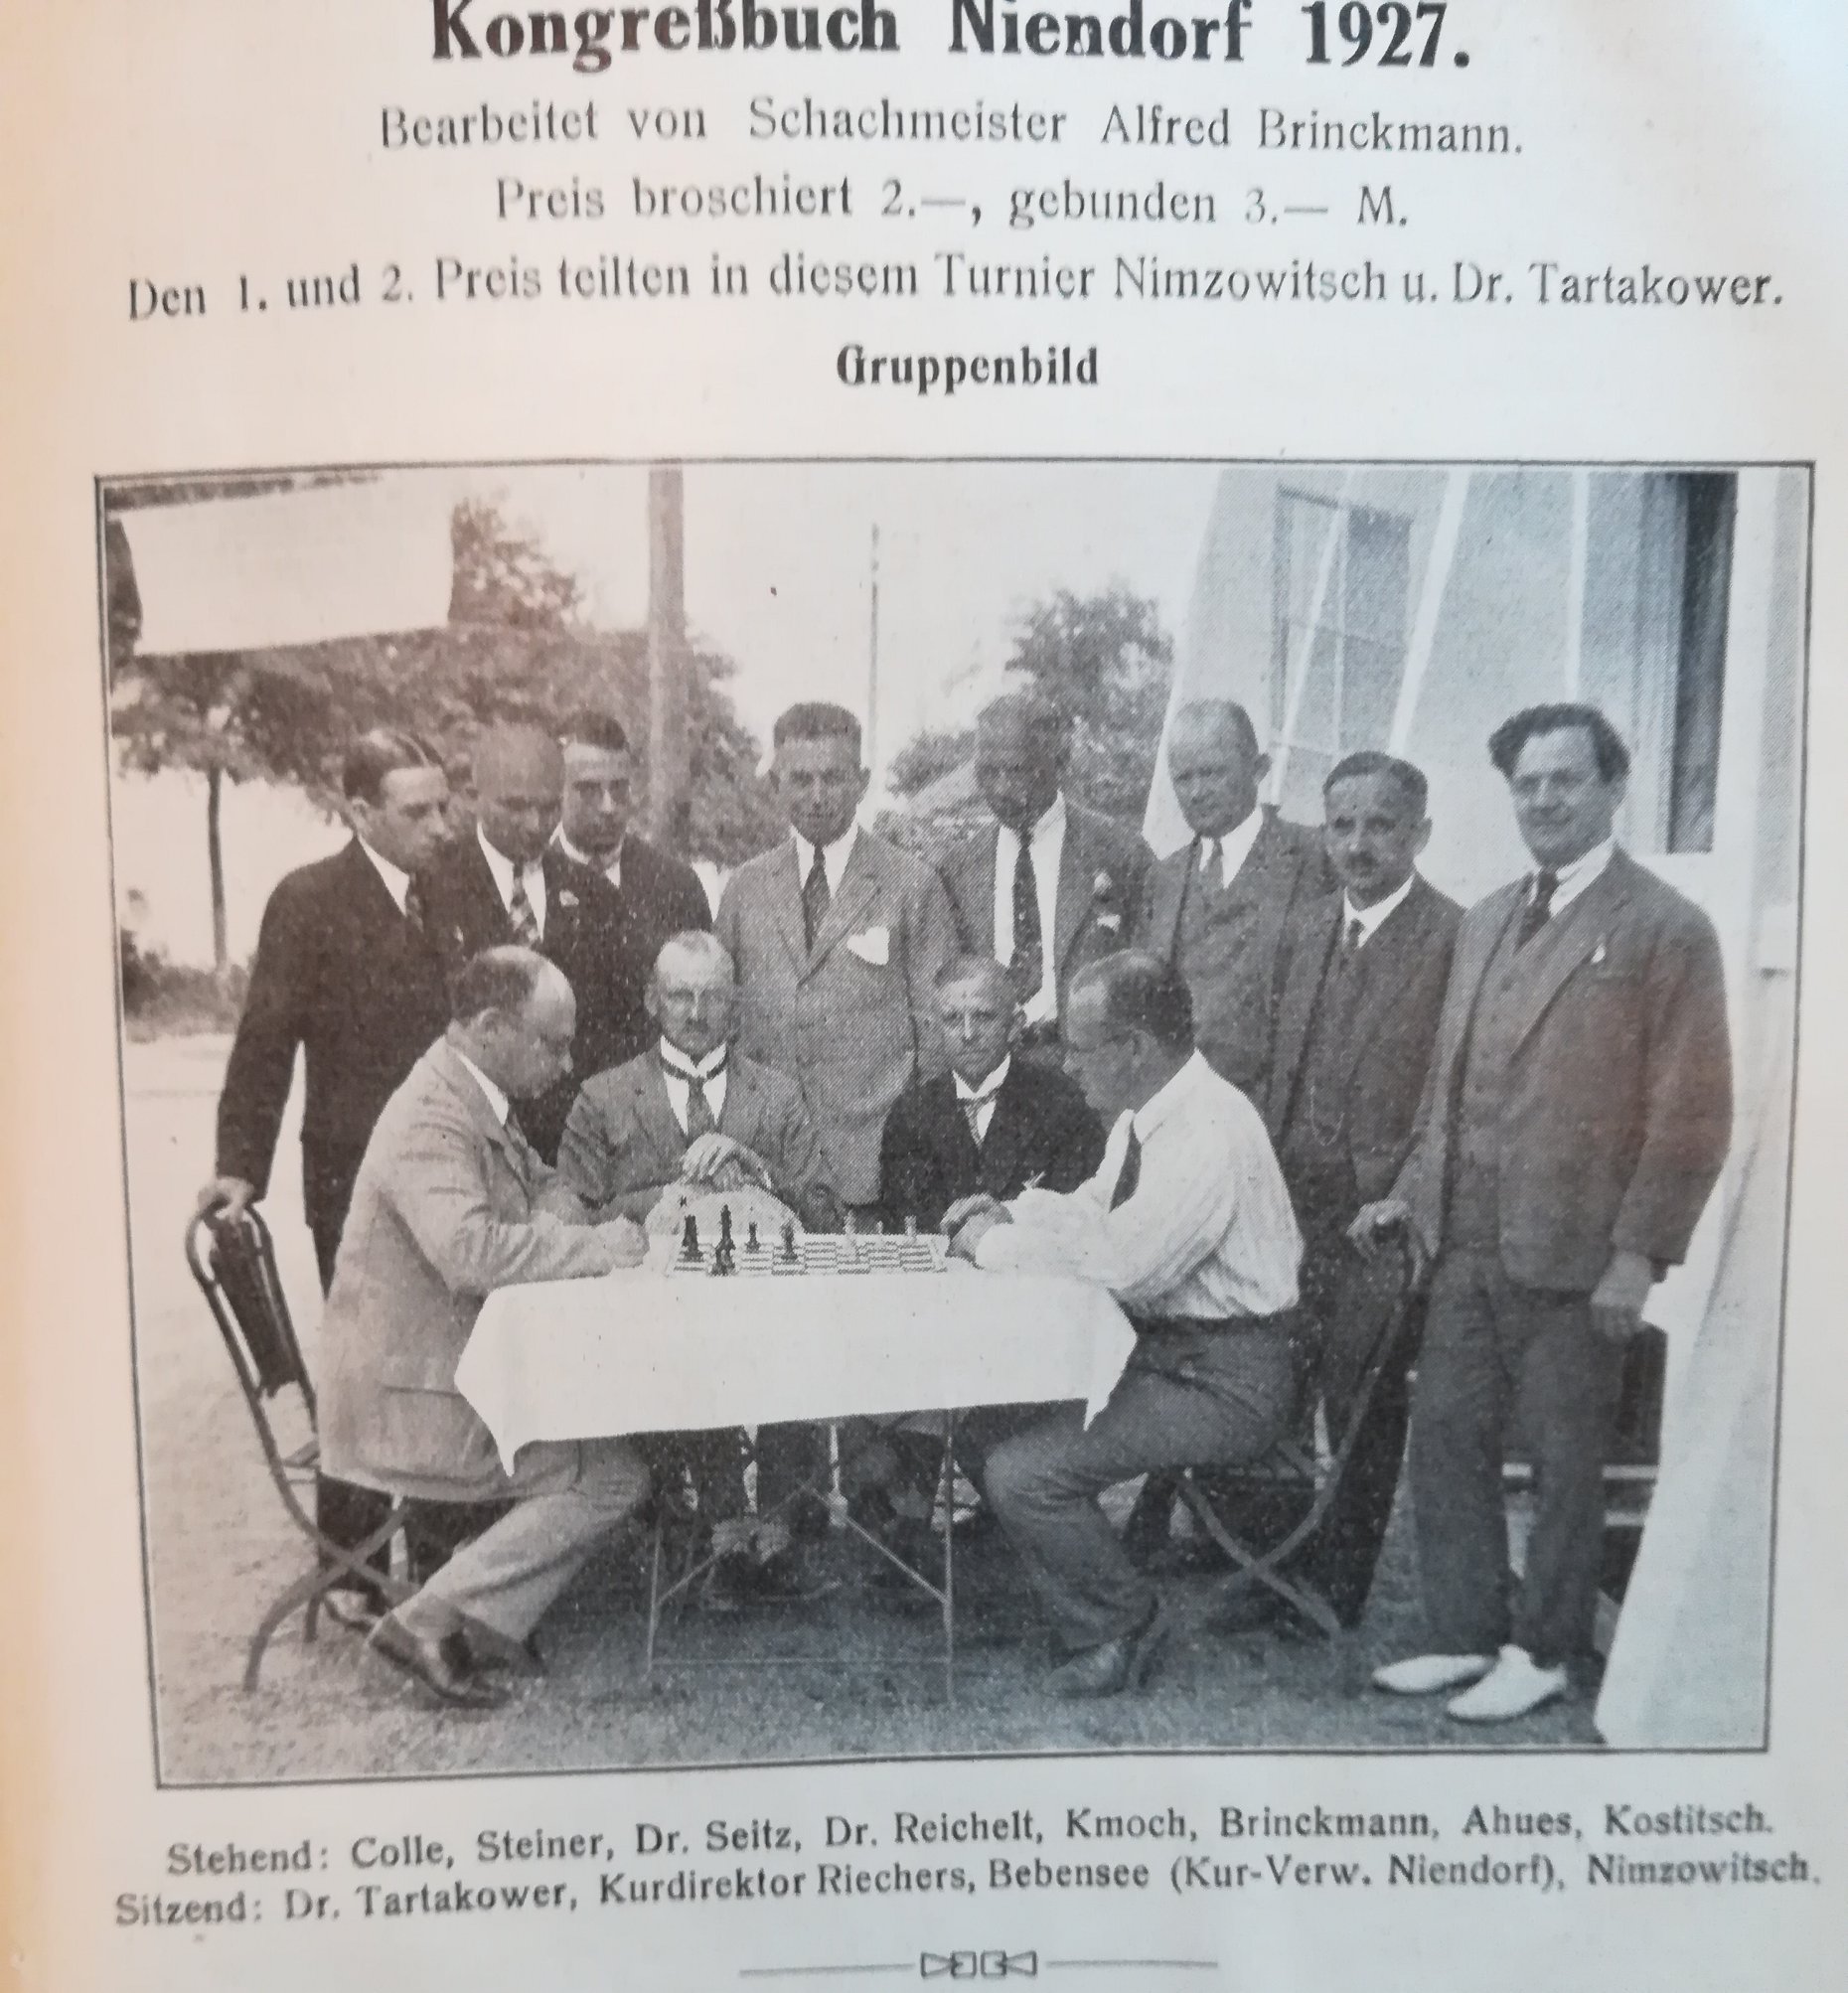 Kongreßbuch Niendorf 1927.
Bearbeitet von Schachmeister Alfred Brinckmann.
Preis broschiert 2.—, gebunden 3.— M.
Den 1. und 2. Preis teilten in diesem Turnier Nimzowitsch u. Dr. Tartakower.
Gruppenbild
Stehend: Colle, Steiner, Dr. Seitz, Dr. Reichelt, Kmoch, Brinckmann, Ahues, Kostitsch.
Sitzend: Dr. Tartakower, Kurdirektor Riechers, Bebensee (Kur-Verw. Niendorf), Nimzowitsch.